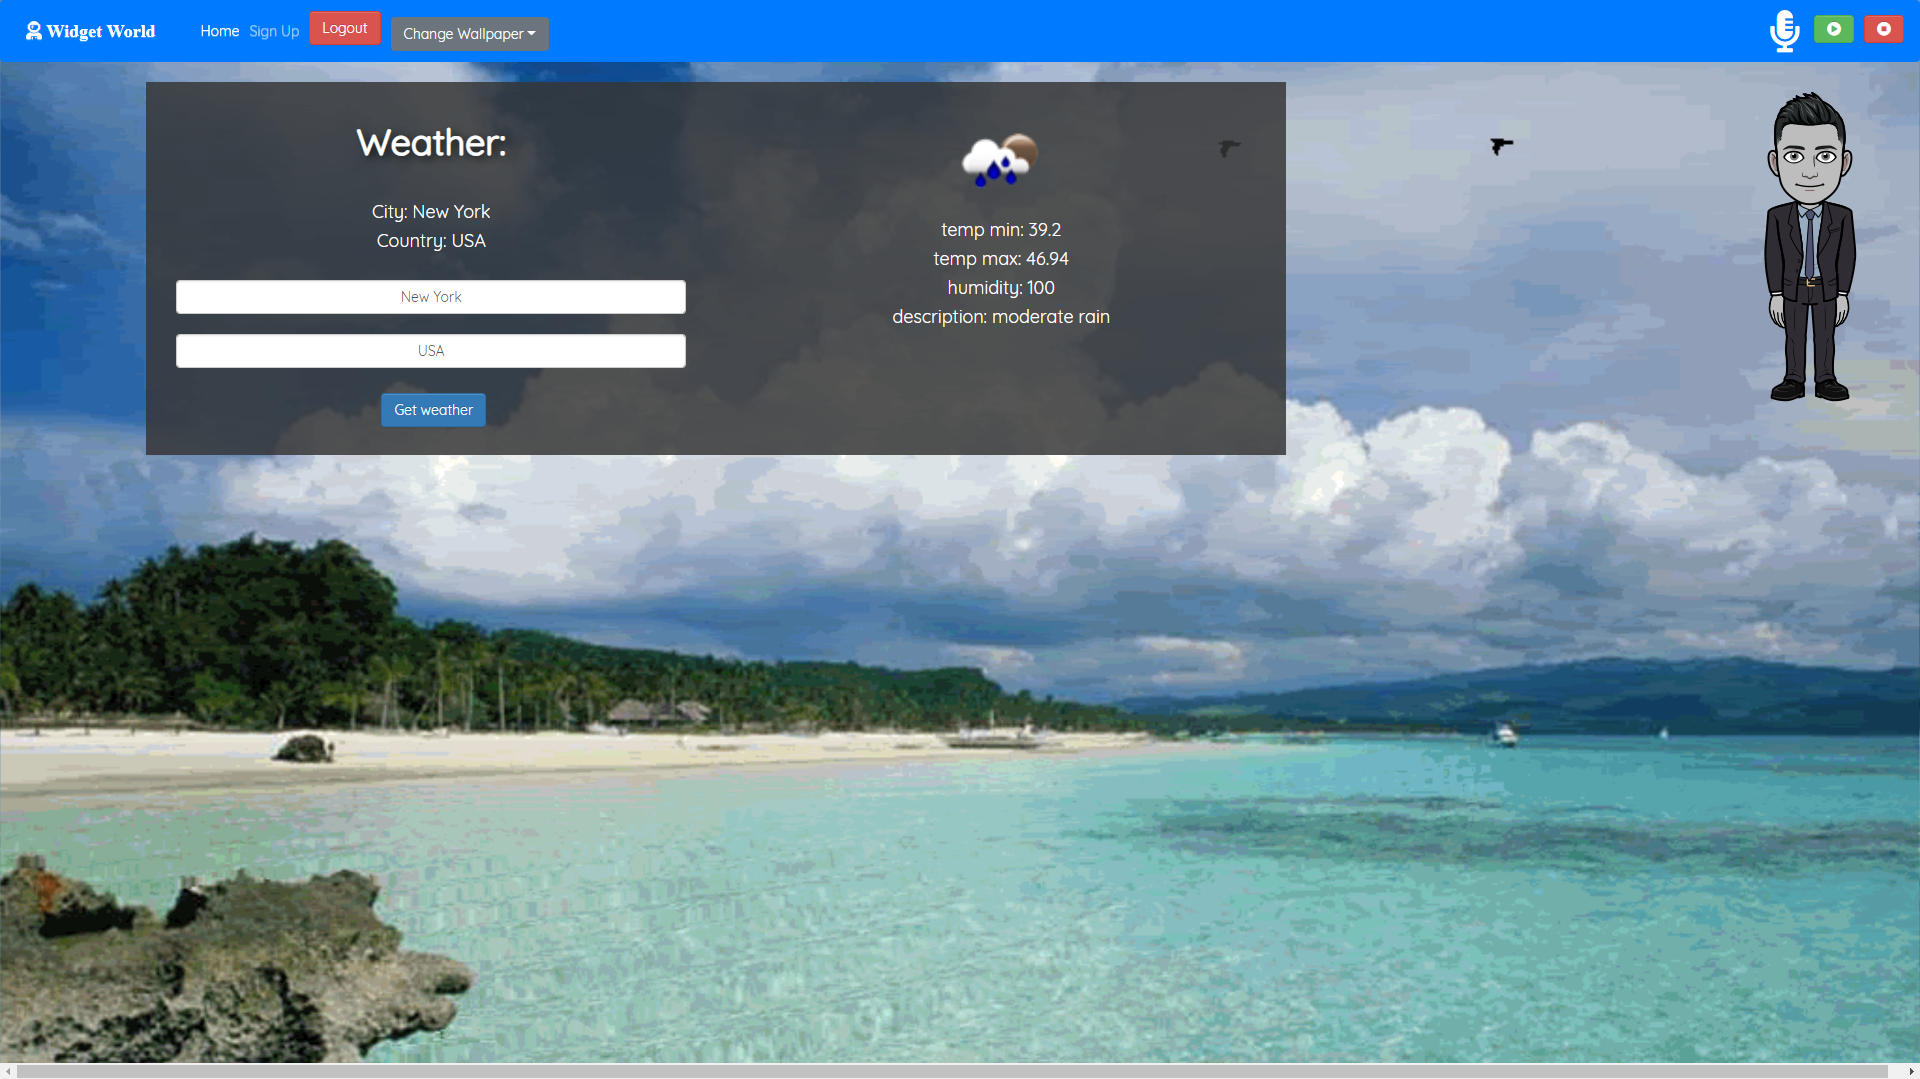 Widget World
Home Sign Up Logout Change Wallpaper
Weather:
City: New York
Country: USA
New York
USA
Get weather
temp min: 39.2
temp max: 46.94
humidity: 100
description: moderate rain